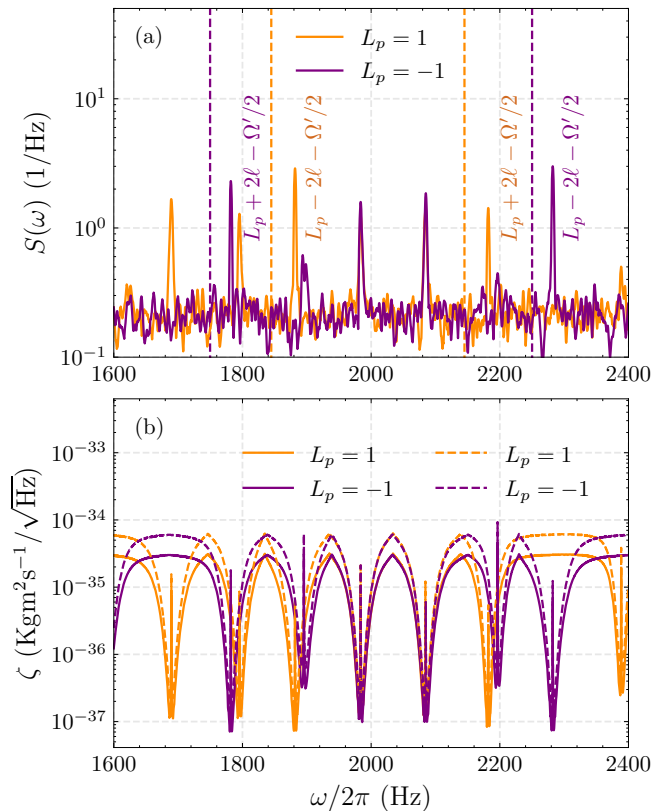 (a)
L_p = 1
L_p = −1
S(ω) (1/Hz)
10^1
10^0
10^−1
L_p + 2ℓ − Ω′/2
L_p − 2ℓ − Ω′/2
L_p + 2ℓ − Ω′/2
L_p − 2ℓ − Ω′/2
1600 1800 2000 2200 2400
(b)
L_p = 1 L_p = 1
L_p = −1 L_p = −1
ζ (Kgm²s⁻¹/√Hz)
10^−33
10^−34
10^−35
10^−36
10^−37
1600 1800 2000 2200 2400
ω/2π (Hz)